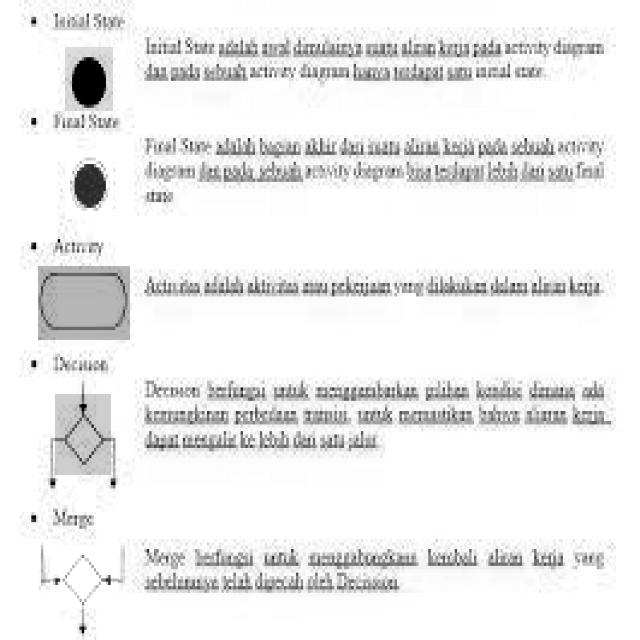 Initial State
Initial State adalah awal dimulainya suatu aliran kerja pada activity diagram
dan pada sebuah activity diagram hanya terdapat satu initial state.
Final State
Final State adalah bagian akhir dari suatu aliran kerja pada sebuah activity
diagram dan pada sebuah activity diagram bisa terdapat lebih dari satu final
state
Activity
Activitas adalah aktivitas atau pekerjaan yang dilakukan dalam aliran kerja.
Decision
Decision berfungsi untuk menggambarkan pilihan kondisi dimana ada
kemungkinan perbedaan transisi, untuk memastikan bahwa aliaran kerja
dapat mengalir ke lebih dari satu jalur.
Merge
Merge berfungsi untuk menggabungkann kembali aliran kerja yang
sebelumnya telah dipecah oleh Decission.